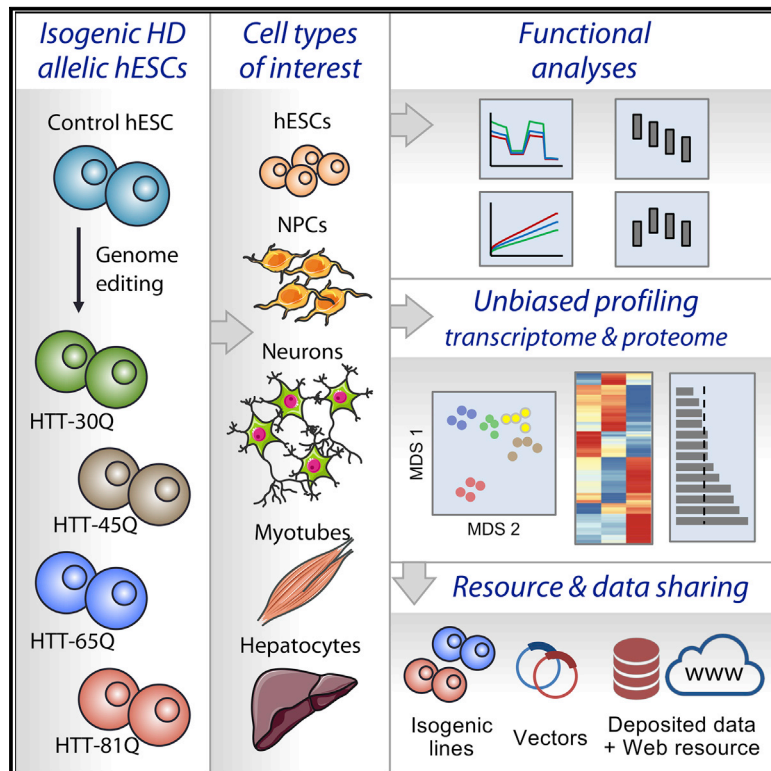 Isogenic HD
allelic hESCs
Control hESC
Genome
editing
HTT-30Q
HTT-45Q
HTT-65Q
HTT-81Q
Cell types
of interest
hESCs
NPCs
Neurons
Myotubes
Hepatocytes
Functional
analyses
Unbiased profiling
transcriptome & proteome
MDS 1
MDS 2
Resource & data sharing
www
Isogenic
lines
Vectors
Deposited data
+ Web resource